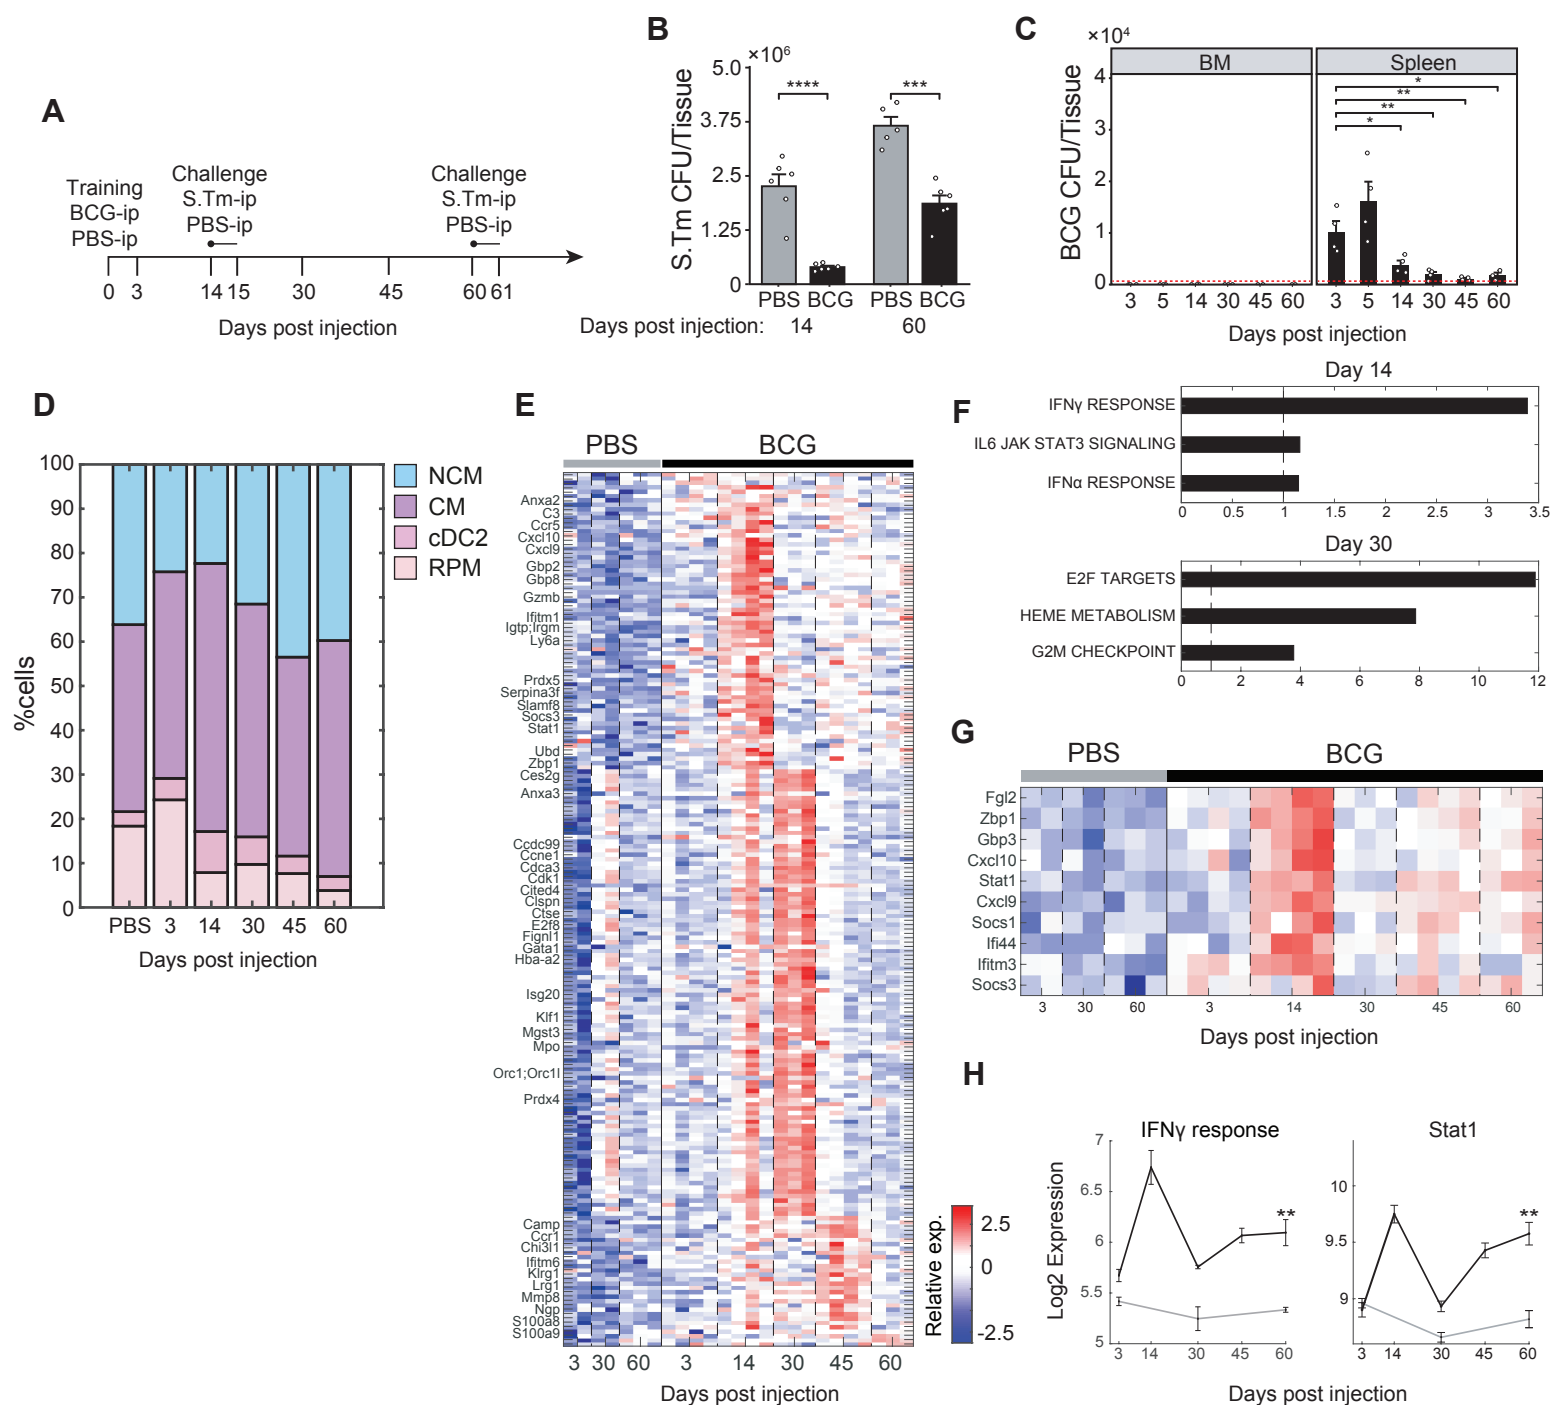 A
Training
BCG-ip
PBS-ip
Challenge
S.Tm-ip
PBS-ip
Challenge
S.Tm-ip
PBS-ip
0 3 14 15 30 45 60 61
Days post injection
B
×10⁶
S.Tm CFU/Tissue
5.0
3.75
2.5
1.25
0
**** ***
PBS BCG PBS BCG
Days post injection: 14 60
C
×10⁴
BCG CFU/Tissue
BM Spleen
4
3
2
1
0
*
**
**
*
3 5 14 30 45 60 3 5 14 30 45 60
Days post injection
D
%cells
100
90
80
70
60
50
40
30
20
10
0
NCM
CM
cDC2
RPM
PBS 3 14 30 45 60
Days post injection
E
PBS BCG
Anxa2
C3
Ccr5
Cxcl10
Cxcl9
Gbp2
Gbp8
Gzmb
Ifitm1
Igtp;Irgm
Ly6a
Prdx5
Serpina3f
Slamf8
Socs3
Stat1
Ubd
Zbp1
Ces2g
Anxa3
Ccdc99
Ccne1
Cdca3
Cdk1
Cited4
Clspn
Ctse
E2f8
Fignl1
Gata1
Hba-a2
Isg20
Klf1
Mgst3
Mpo
Orc1;Orc1l
Prdx4
Camp
Ccr1
Chi3l1
Ifitm6
Klrg1
Lrg1
Mmp8
Ngp
S100a8
S100a9
3 30 60 3 14 30 45 60
Days post injection
Relative exp.
2.5
0
-2.5
F
Day 14
IFNγ RESPONSE
IL6 JAK STAT3 SIGNALING
IFNα RESPONSE
0 0.5 1 1.5 2 2.5 3 3.5
Day 30
E2F TARGETS
HEME METABOLISM
G2M CHECKPOINT
0 2 4 6 8 10 12
G
PBS BCG
Fgl2
Zbp1
Gbp3
Cxcl10
Stat1
Cxcl9
Socs1
Ifi44
Ifitm3
Socs3
3 30 60 3 14 30 45 60
Days post injection
H
IFNγ response Stat1
Log2 Expression
7
6.5
6
5.5
5
**
3 14 30 45 60
10
9.5
9
**
3 14 30 45 60
Days post injection